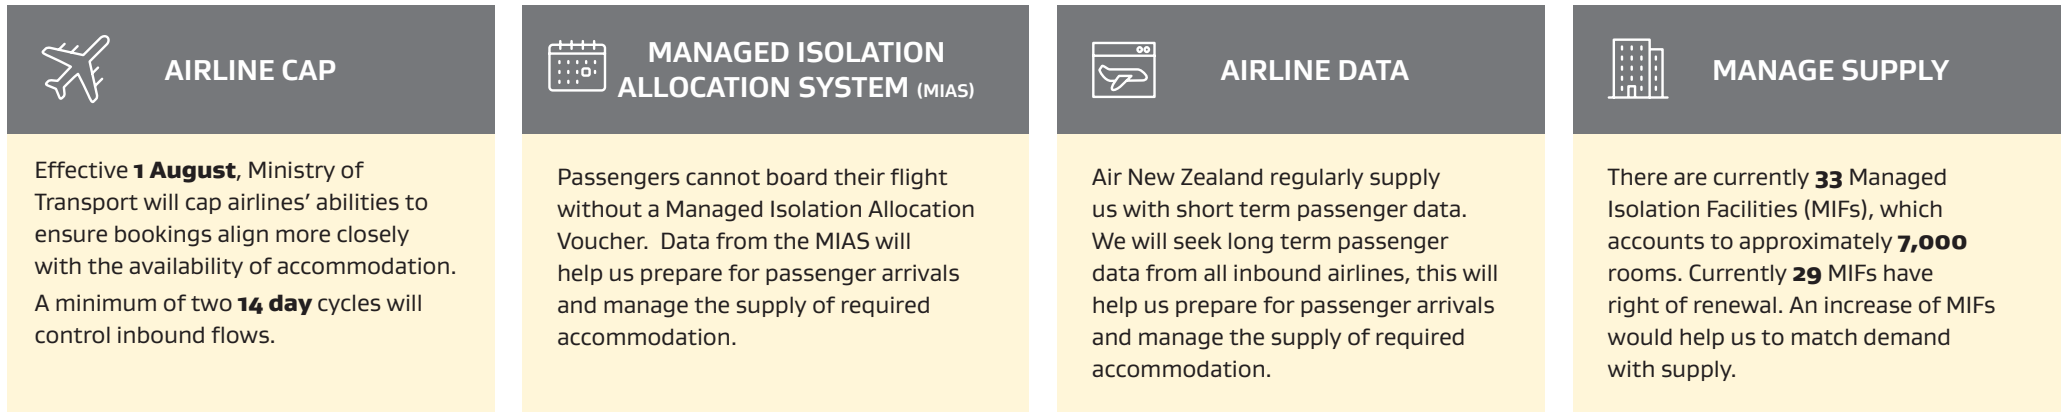 AIRLINE CAP
Effective 1 August, Ministry of
Transport will cap airlines’ abilities to
ensure bookings align more closely
with the availability of accommodation.
A minimum of two 14 day cycles will
control inbound flows.
MANAGED ISOLATION
ALLOCATION SYSTEM (MIAS)
Passengers cannot board their flight
without a Managed Isolation Allocation
Voucher.  Data from the MIAS will
help us prepare for passenger arrivals
and manage the supply of required
accommodation.
AIRLINE DATA
Air New Zealand regularly supply
us with short term passenger data.
We will seek long term passenger
data from all inbound airlines, this will
help us prepare for passenger arrivals
and manage the supply of required
accommodation.
MANAGE SUPPLY
There are currently 33 Managed
Isolation Facilities (MIFs), which
accounts to approximately 7,000
rooms. Currently 29 MIFs have
right of renewal. An increase of MIFs
would help us to match demand
with supply.